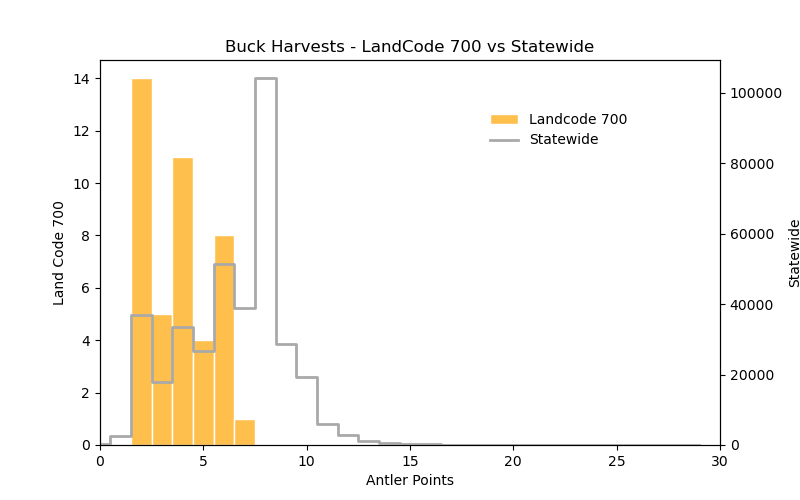 Buck Harvests - LandCode 700 vs Statewide
14
12
10
8
6
4
2
0
Land Code 700
100000
80000
60000
40000
20000
0
Statewide
Landcode 700
Statewide
0 5 10 15 20 25 30
Antler Points